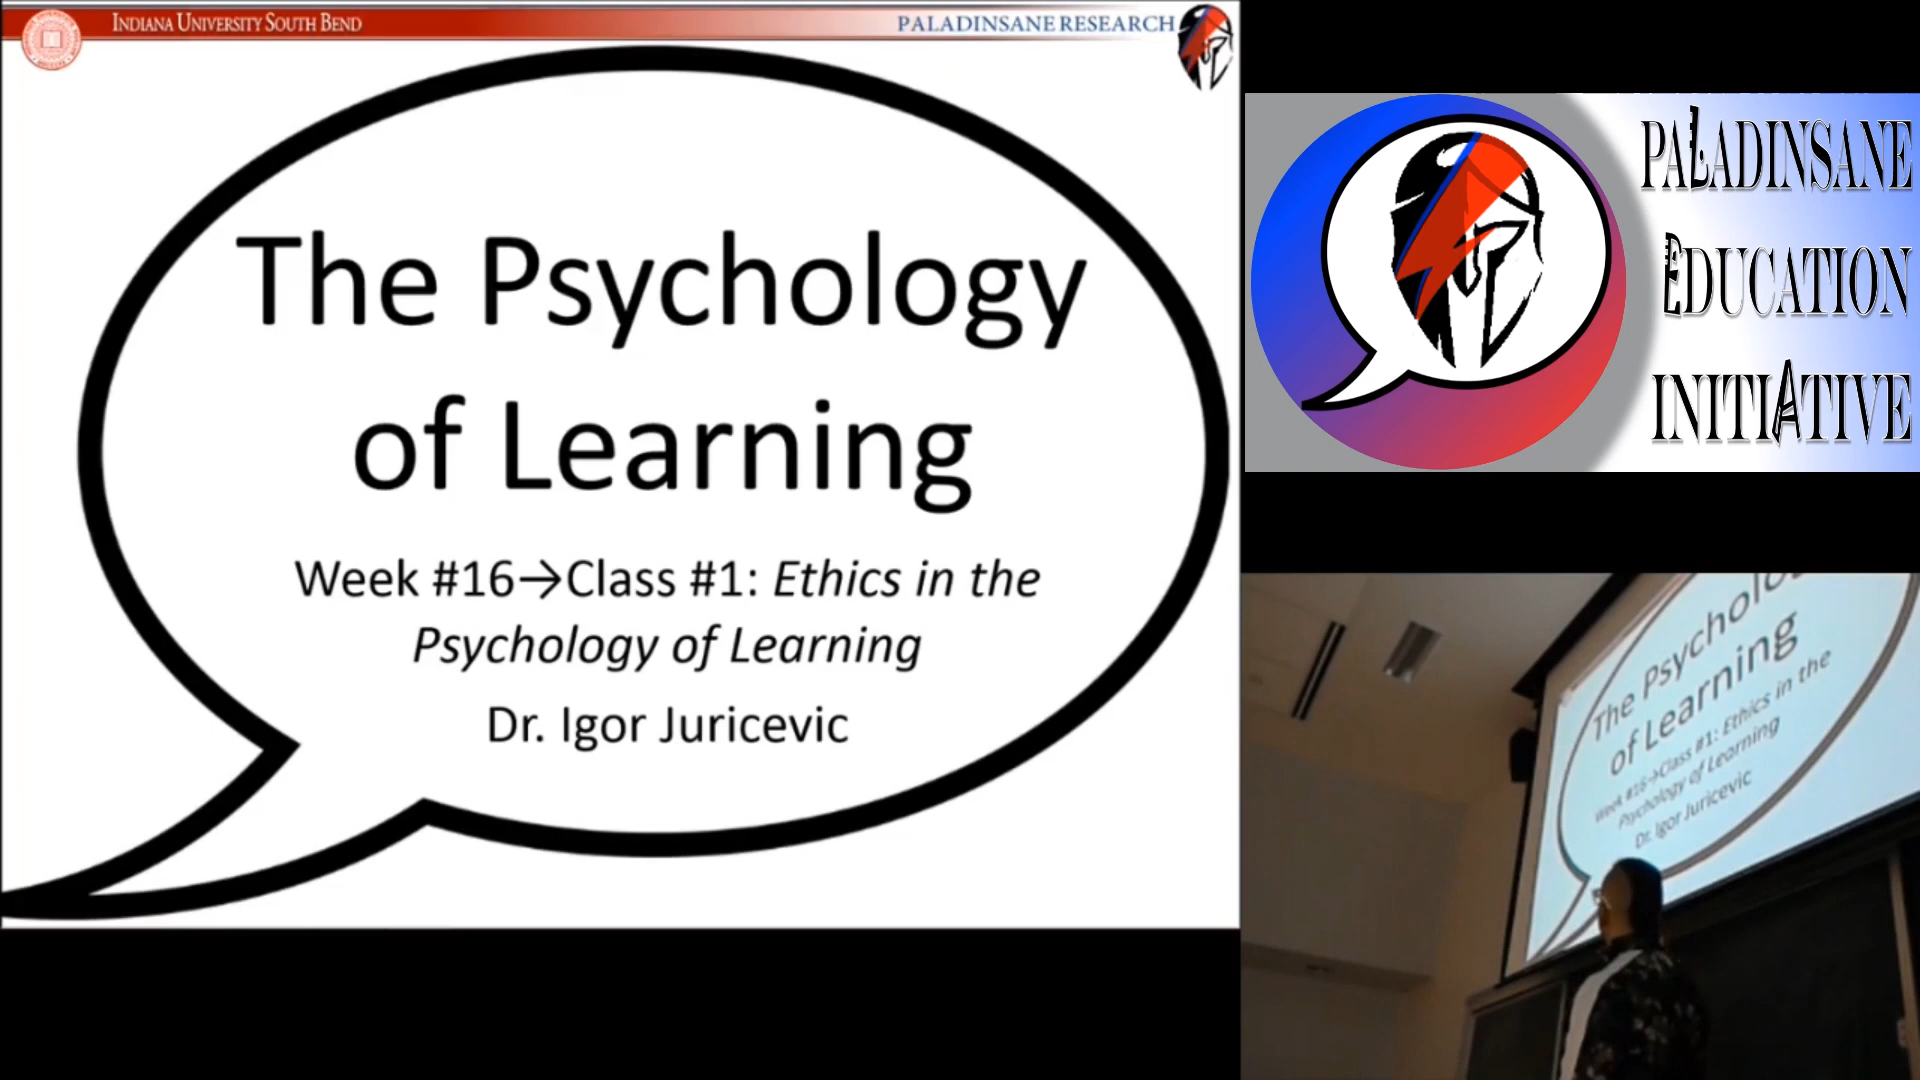 INDIANA UNIVERSITY SOUTH BEND
PALADINSANE RESEARCH
The Psychology
of Learning
Week #16→Class #1: Ethics in the
Psychology of Learning
Dr. Igor Juricevic
PALADINSANE
EDUCATION
INITIATIVE
The Psycholo
of Learning
Week #16→Class #1: Ethics in the
Psychology of Learning
Dr. Igor Juricevic